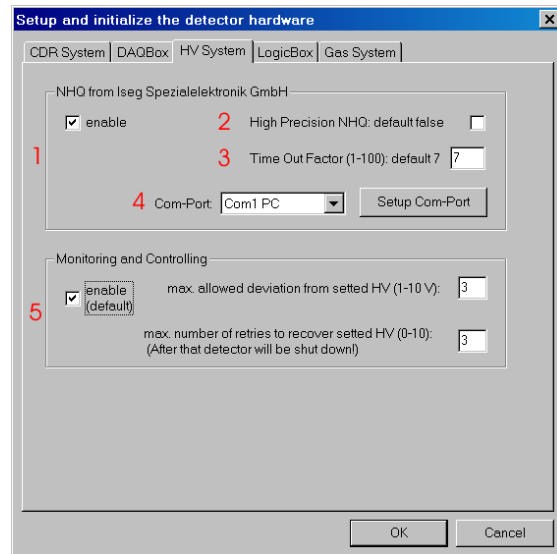 Setup and initialize the detector hardware
CDR System DAQBox HV System LogicBox Gas System
NHQ from Iseg Spezialelektronik GmbH
1
enable
2 High Precision NHQ: default false
3 Time Out Factor (1-100): default 7 7
4 Com-Port: Com1 PC Setup Com-Port
Monitoring and Controlling
5
enable
(default)
max. allowed deviation from setted HV (1-10 V): 3
max. number of retries to recover setted HV (0-10):
(After that detector will be shut down!) 3
OK Cancel